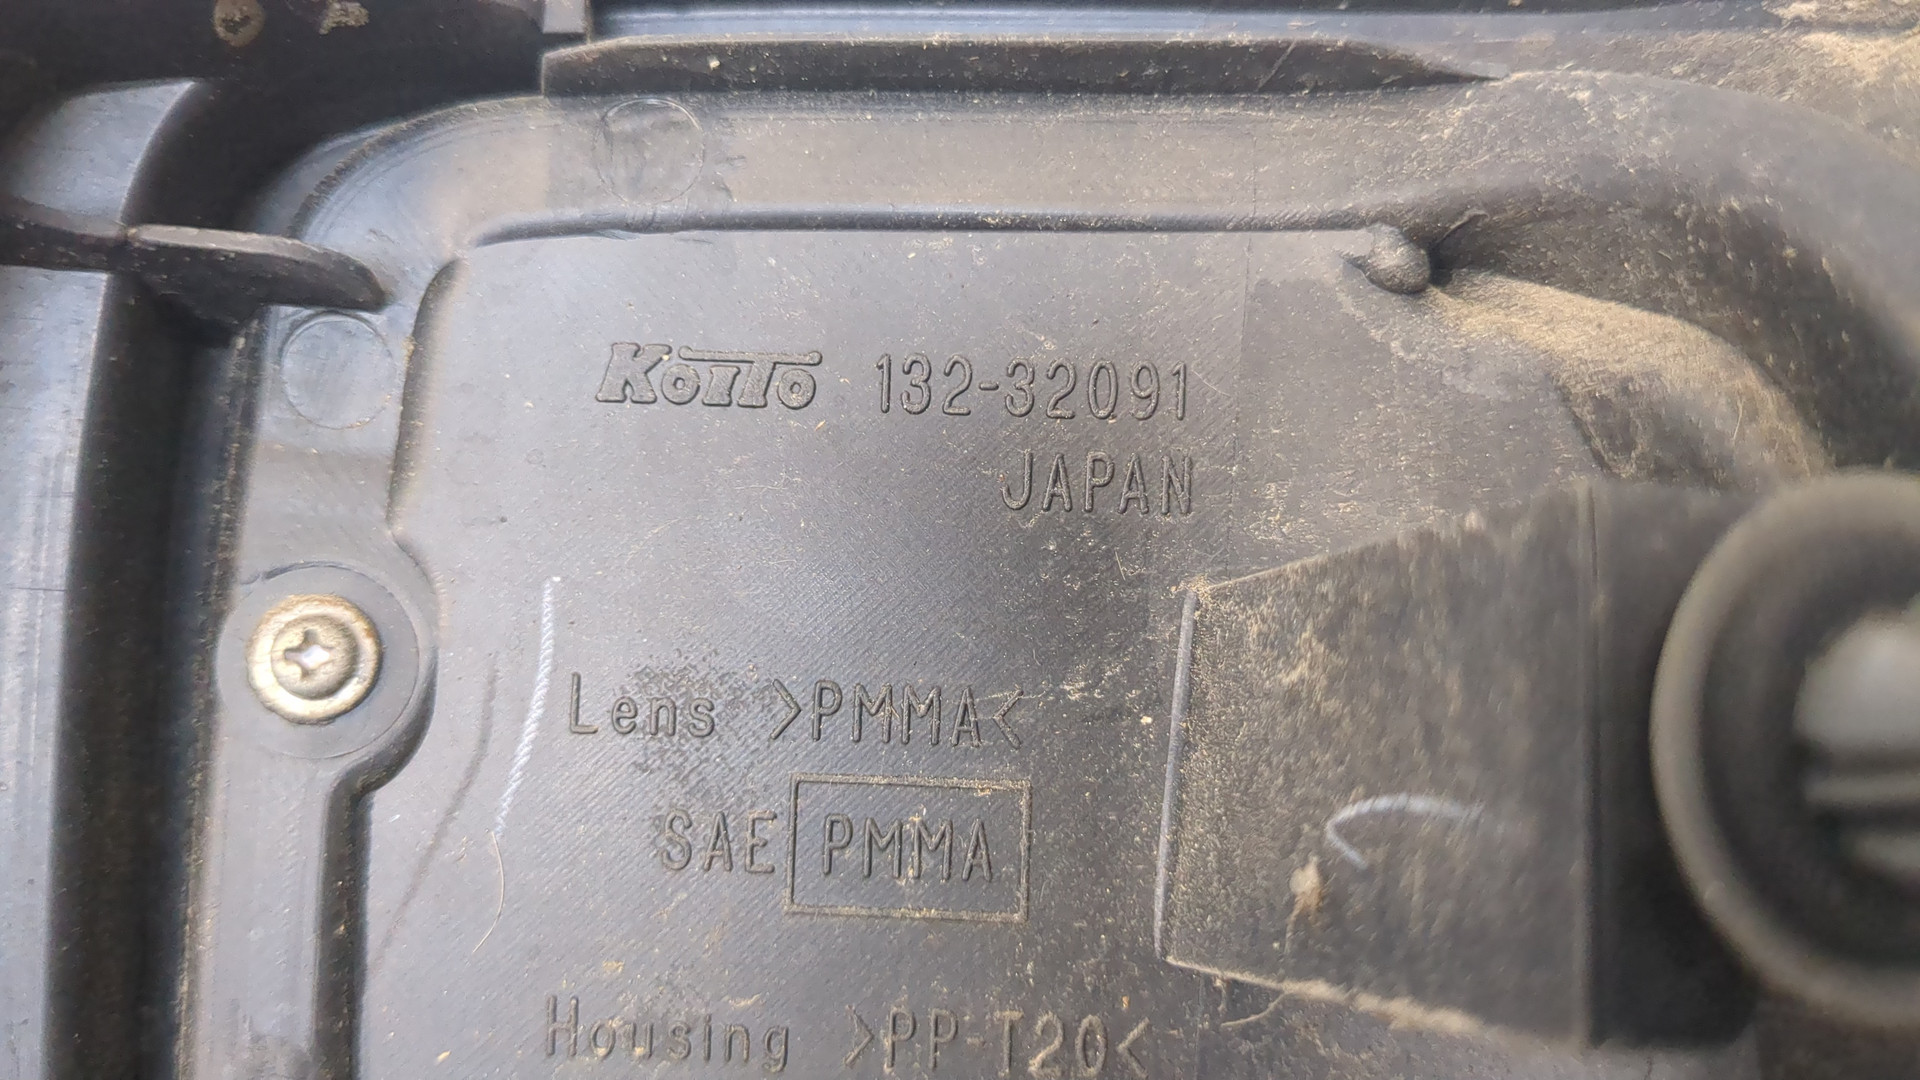 KOITO 132-32091
JAPAN
Lens >PMMA<
SAE PMMA
Housing >PP-T20<